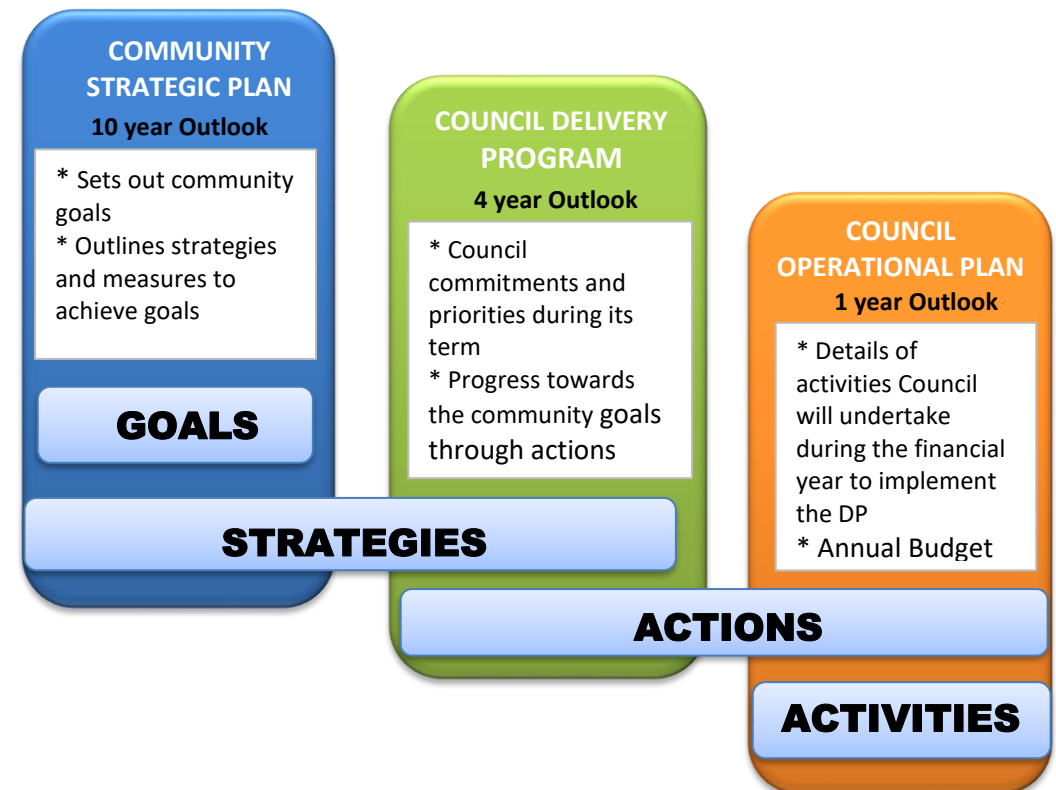 COMMUNITY
STRATEGIC PLAN
10 year Outlook
* Sets out community
goals
* Outlines strategies
and measures to
achieve goals
GOALS
COUNCIL DELIVERY
PROGRAM
4 year Outlook
* Council
commitments and
priorities during its
term
* Progress towards
the community goals
through actions
STRATEGIES
COUNCIL
OPERATIONAL PLAN
1 year Outlook
* Details of
activities Council
will undertake
during the financial
year to implement
the DP
* Annual Budget
ACTIONS
ACTIVITIES